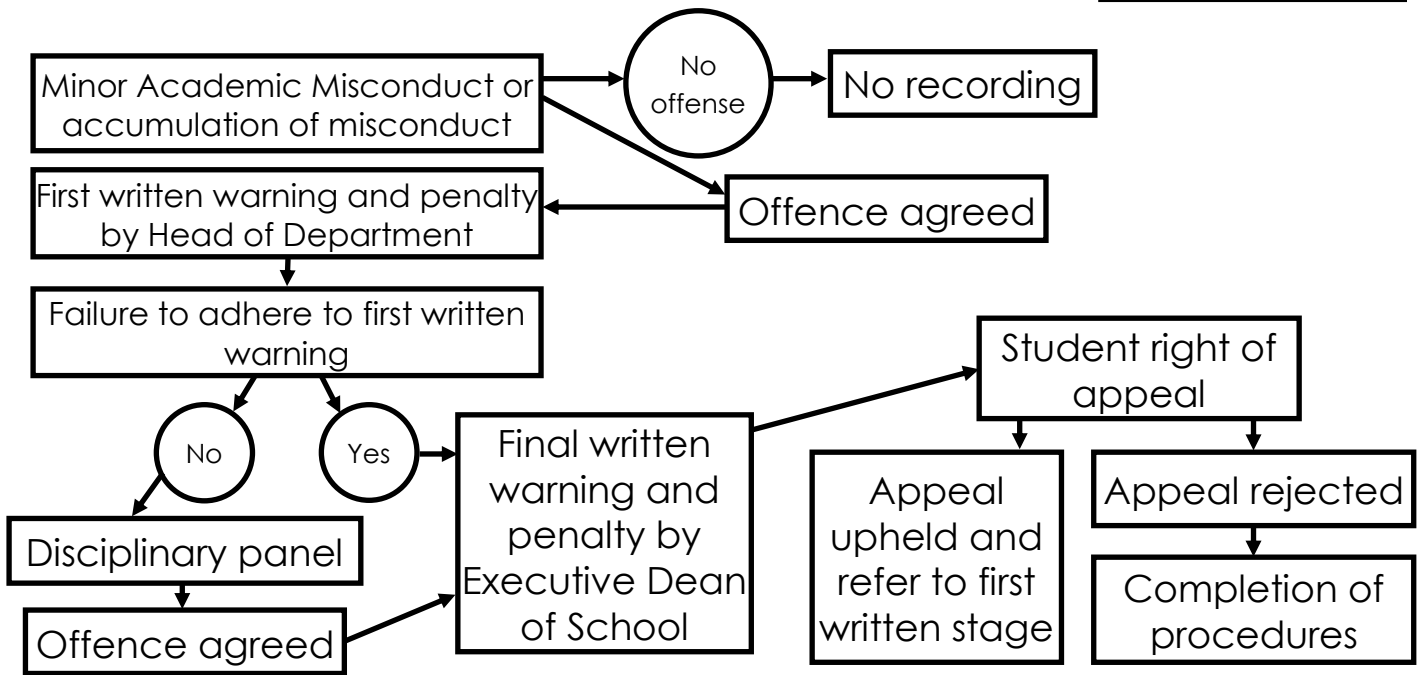 Minor Academic Misconduct or
accumulation of misconduct
No
offense
No recording
First written warning and penalty
by Head of Department
Offence agreed
Failure to adhere to first written
warning
Student right of
appeal
No
Yes
Final written
warning and
penalty by
Executive Dean
of School
Appeal
upheld and
refer to first
written stage
Appeal rejected
Disciplinary panel
Completion of
procedures
Offence agreed